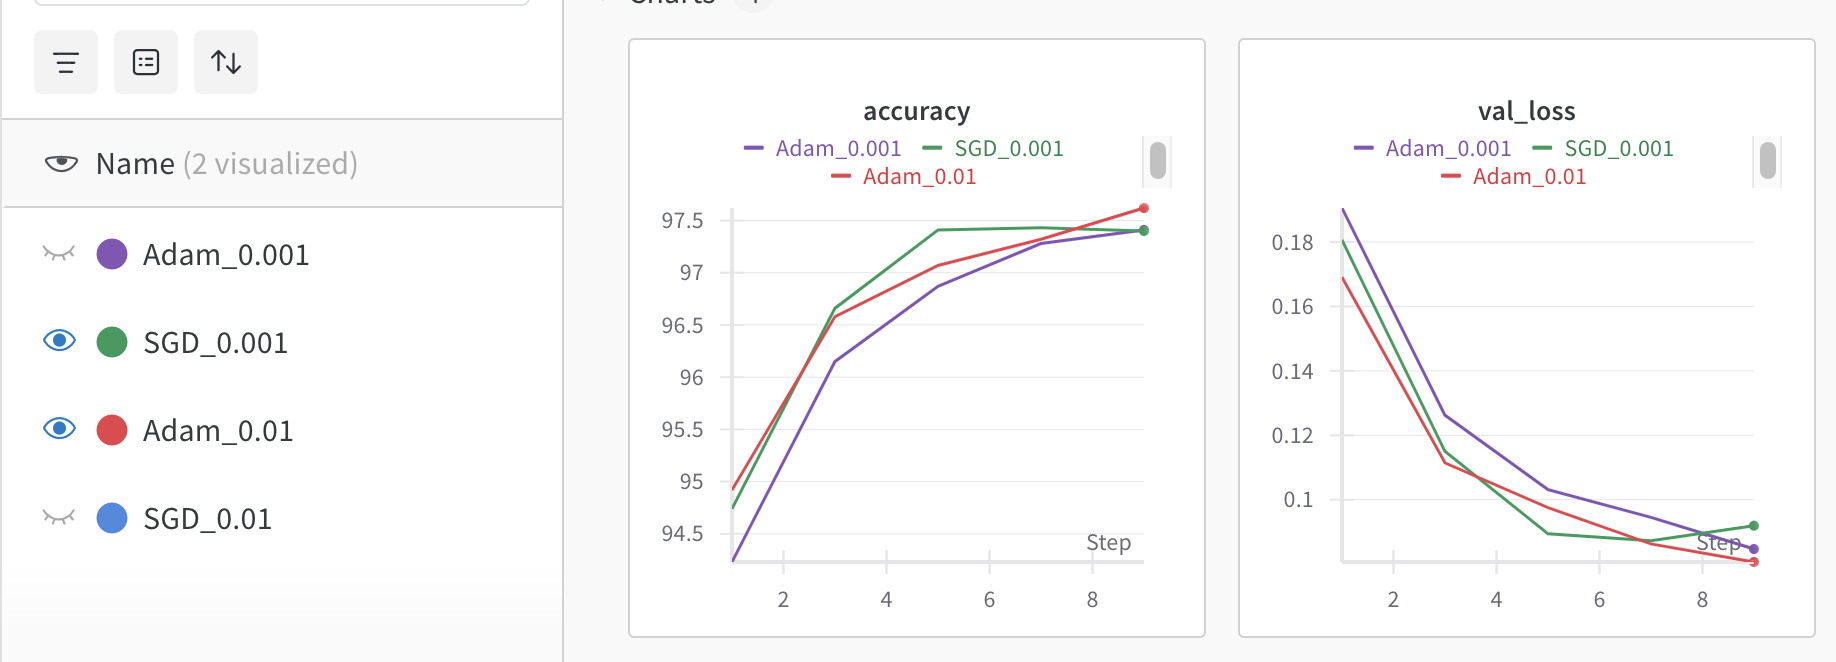 Charts
Name (2 visualized)
Adam_0.001
SGD_0.001
Adam_0.01
SGD_0.01
accuracy
Adam_0.001 SGD_0.001
Adam_0.01
97.5
97
96.5
96
95.5
95
94.5
Step
2 4 6 8
val_loss
Adam_0.001 SGD_0.001
Adam_0.01
0.18
0.16
0.14
0.12
0.1
Step
2 4 6 8